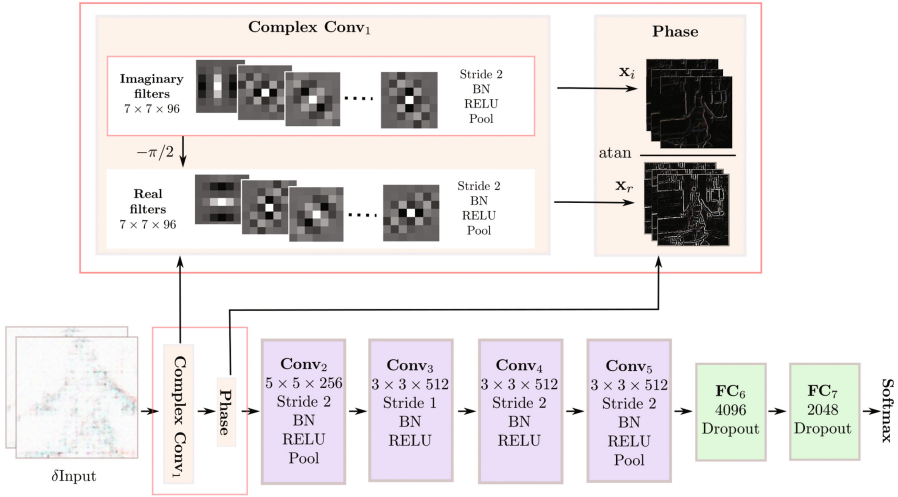 Complex Conv₁
Phase
Imaginary
filters
7 × 7 × 96
Stride 2
BN
RELU
Pool
x_i
−π/2
atan
Real
filters
7 × 7 × 96
Stride 2
BN
RELU
Pool
x_r
δInput
Complex Conv₁
Phase
Conv₂
5 × 5 × 256
Stride 2
BN
RELU
Pool
Conv₃
3 × 3 × 512
Stride 1
BN
RELU
Conv₄
3 × 3 × 512
Stride 2
BN
RELU
Conv₅
3 × 3 × 512
Stride 2
BN
RELU
Pool
FC₆
4096
Dropout
FC₇
2048
Dropout
Softmax